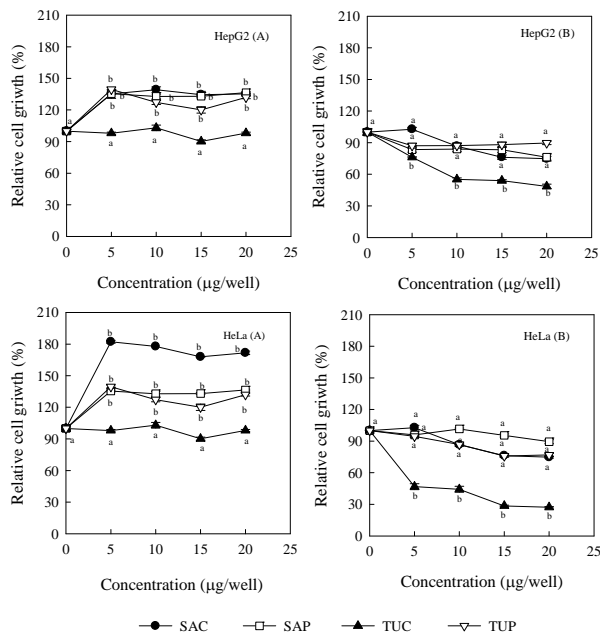 HepG2 (A)
Relative cell griwth (%)
210
180
150
120
90
60
30
0
b b b b
b b b b
a b b
a a a a
0 5 10 15 20 25
Concentration (μg/well)
HepG2 (B)
Relative cell griwth (%)
210
180
150
120
90
60
30
0
a a a a a
a a a a
b b b b
0 5 10 15 20
Concentration (μg/well)
HeLa (A)
Relative cell griwth (%)
210
180
150
120
90
60
30
0
b b b b
b b b b
b b b b
a a a a a
0 5 10 15 20 25
Concentration (μg/well)
HeLa (B)
Relative cell griwth (%)
210
180
150
120
90
60
30
0
a a a a a
a a
a a a a
b b b b
0 5 10 15 20 25
Concentration (μg/well)
SAC SAP TUC TUP